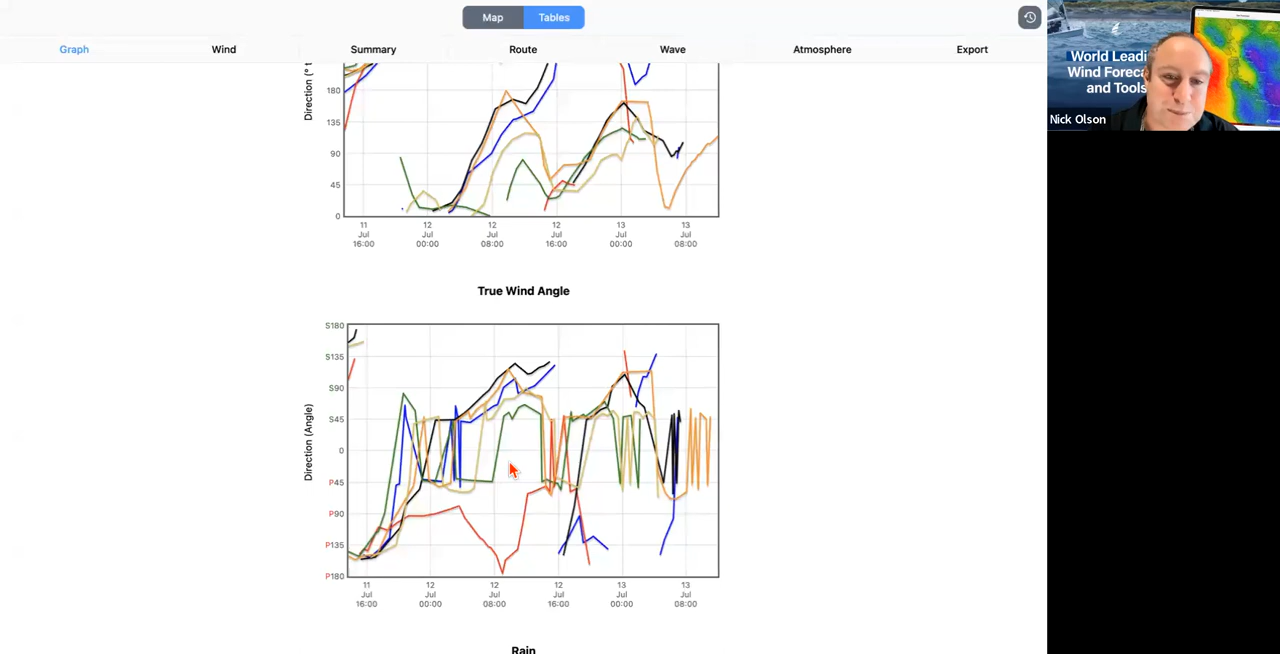 Map
Tables
Graph
Wind
Summary
Route
Wave
Atmosphere
Export
World Leadi
Wind Foreca
and Tools
Nick Olson
Direction (° t
180
135
90
45
0
11 Jul 16:00
12 Jul 00:00
12 Jul 08:00
12 Jul 16:00
13 Jul 00:00
13 Jul 08:00
True Wind Angle
Direction (Angle)
S180
S135
S90
S45
0
P45
P90
P135
P180
11 Jul 16:00
12 Jul 00:00
12 Jul 08:00
12 Jul 16:00
13 Jul 00:00
13 Jul 08:00
Rain